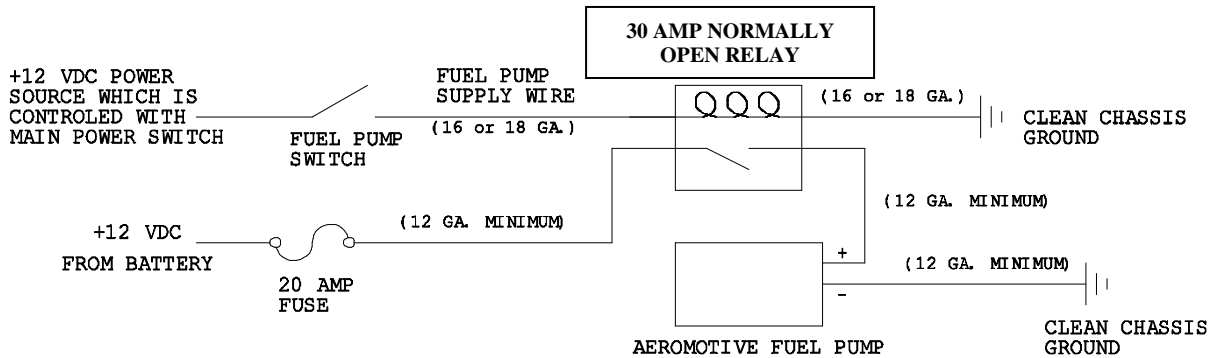 30 AMP NORMALLY
OPEN RELAY
+12 VDC POWER
SOURCE WHICH IS
CONTROLED WITH
MAIN POWER SWITCH
FUEL PUMP
SWITCH
FUEL PUMP
SUPPLY WIRE
(16 or 18 GA.)
(16 or 18 GA.)
CLEAN CHASSIS
GROUND
+12 VDC
FROM BATTERY
20 AMP
FUSE
(12 GA. MINIMUM)
(12 GA. MINIMUM)
+
-
(12 GA. MINIMUM)
CLEAN CHASSIS
GROUND
AEROMOTIVE FUEL PUMP